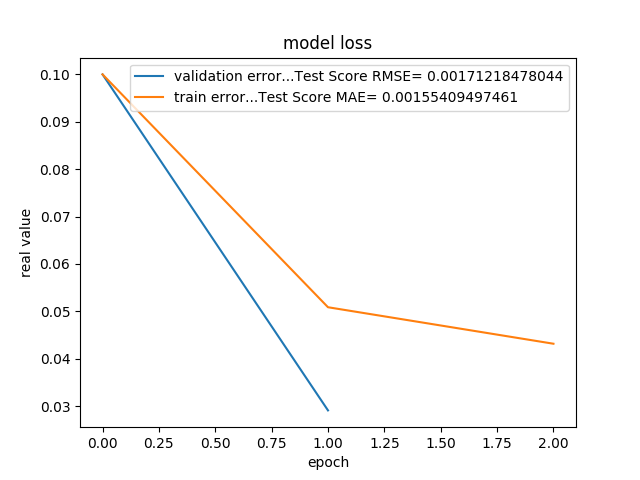 model loss
validation error...Test Score RMSE= 0.00171218478044
train error...Test Score MAE= 0.00155409497461
real value
0.10
0.09
0.08
0.07
0.06
0.05
0.04
0.03
0.00 0.25 0.50 0.75 1.00 1.25 1.50 1.75 2.00
epoch